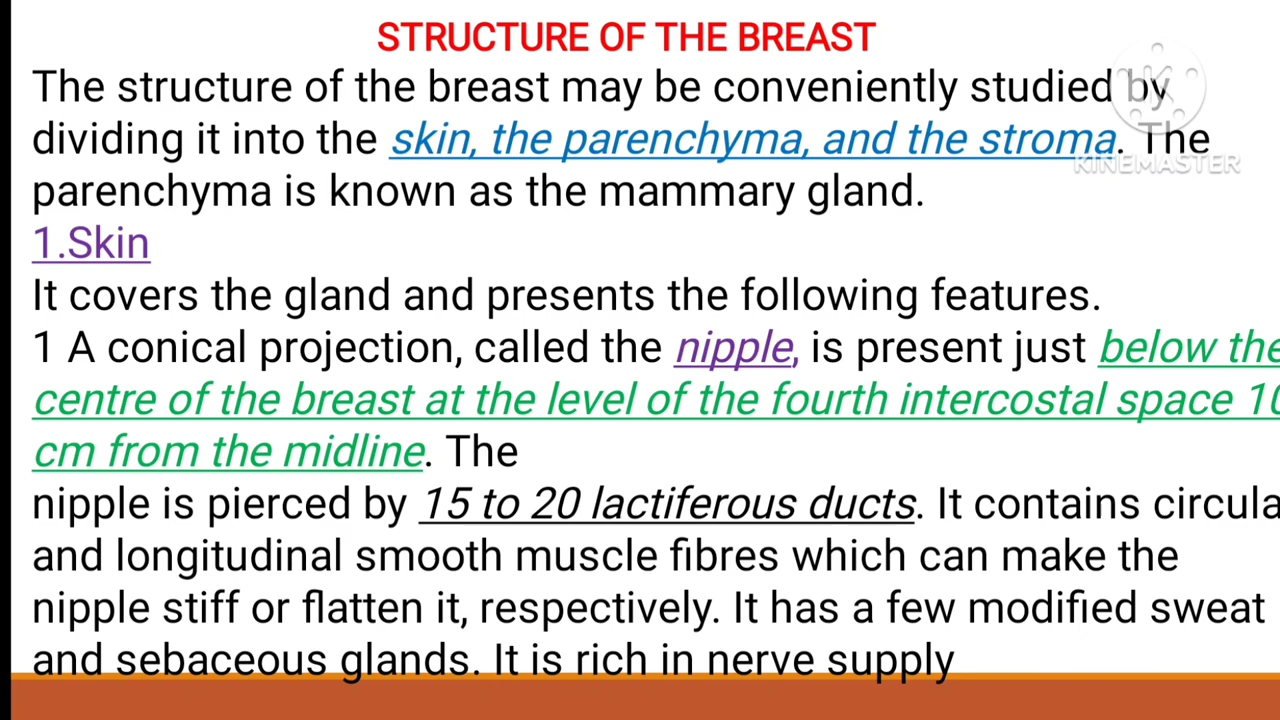 STRUCTURE OF THE BREAST
The structure of the breast may be conveniently studied by
dividing it into the skin, the parenchyma, and the stroma. The
KINEMASTER
parenchyma is known as the mammary gland.
1.Skin
It covers the gland and presents the following features.
1 A conical projection, called the nipple, is present just below the
centre of the breast at the level of the fourth intercostal space 10
cm from the midline. The
nipple is pierced by 15 to 20 lactiferous ducts. It contains circula
and longitudinal smooth muscle fibres which can make the
nipple stiff or flatten it, respectively. It has a few modified sweat
and sebaceous glands. It is rich in nerve supply